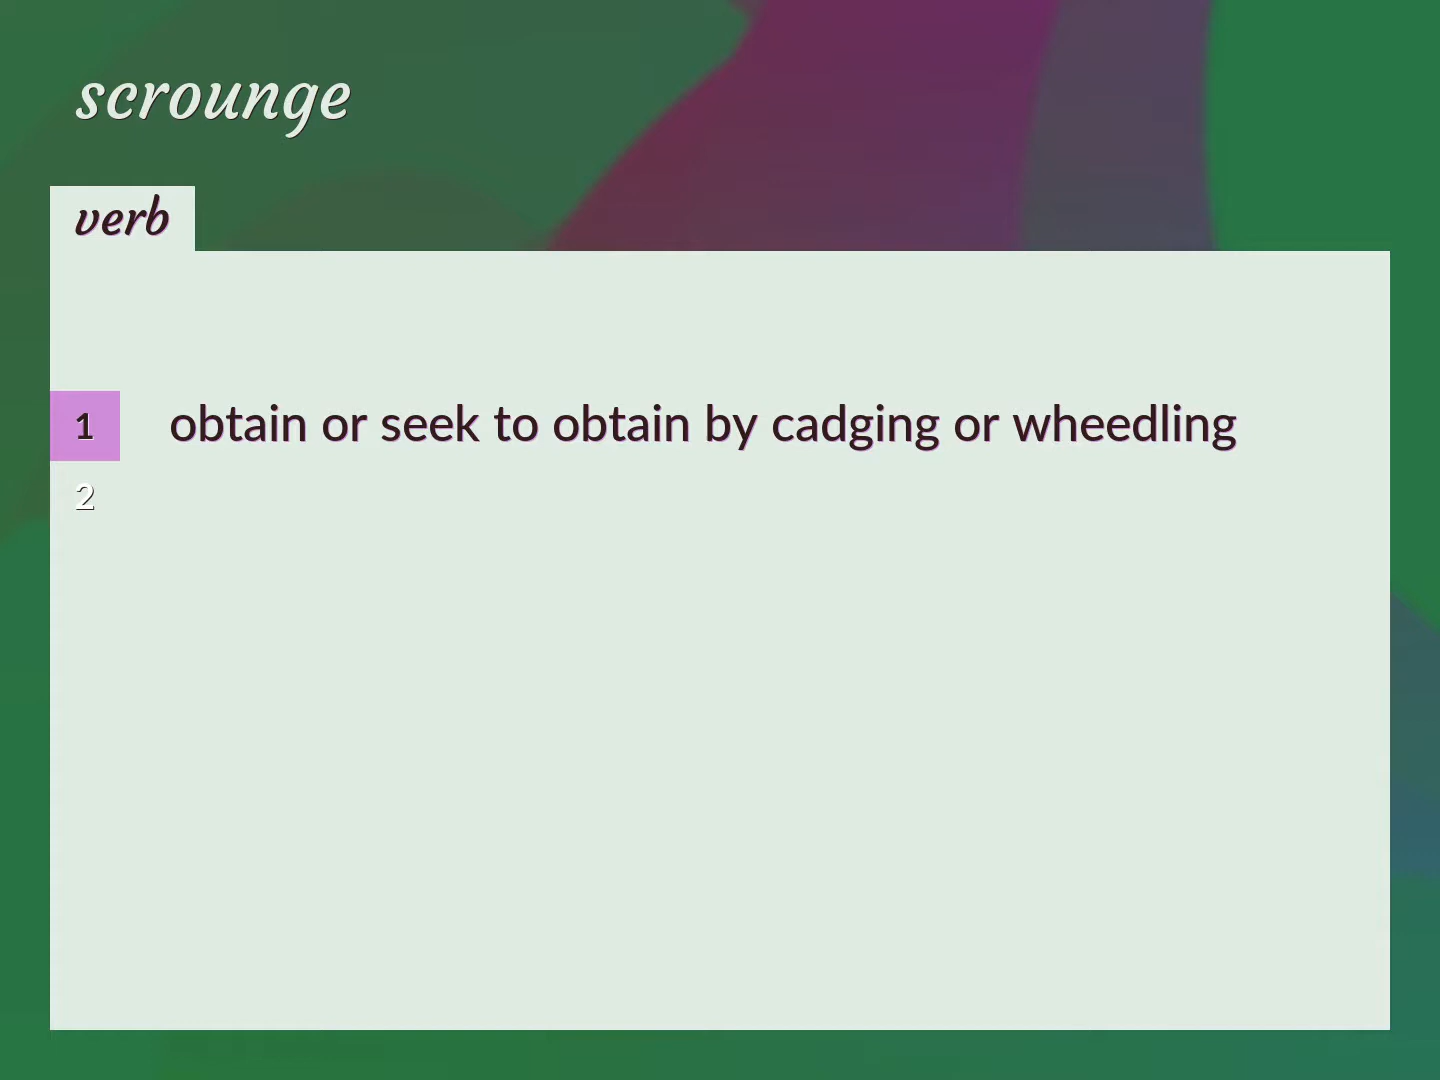 scrounge
verb
1 obtain or seek to obtain by cadging or wheedling
2